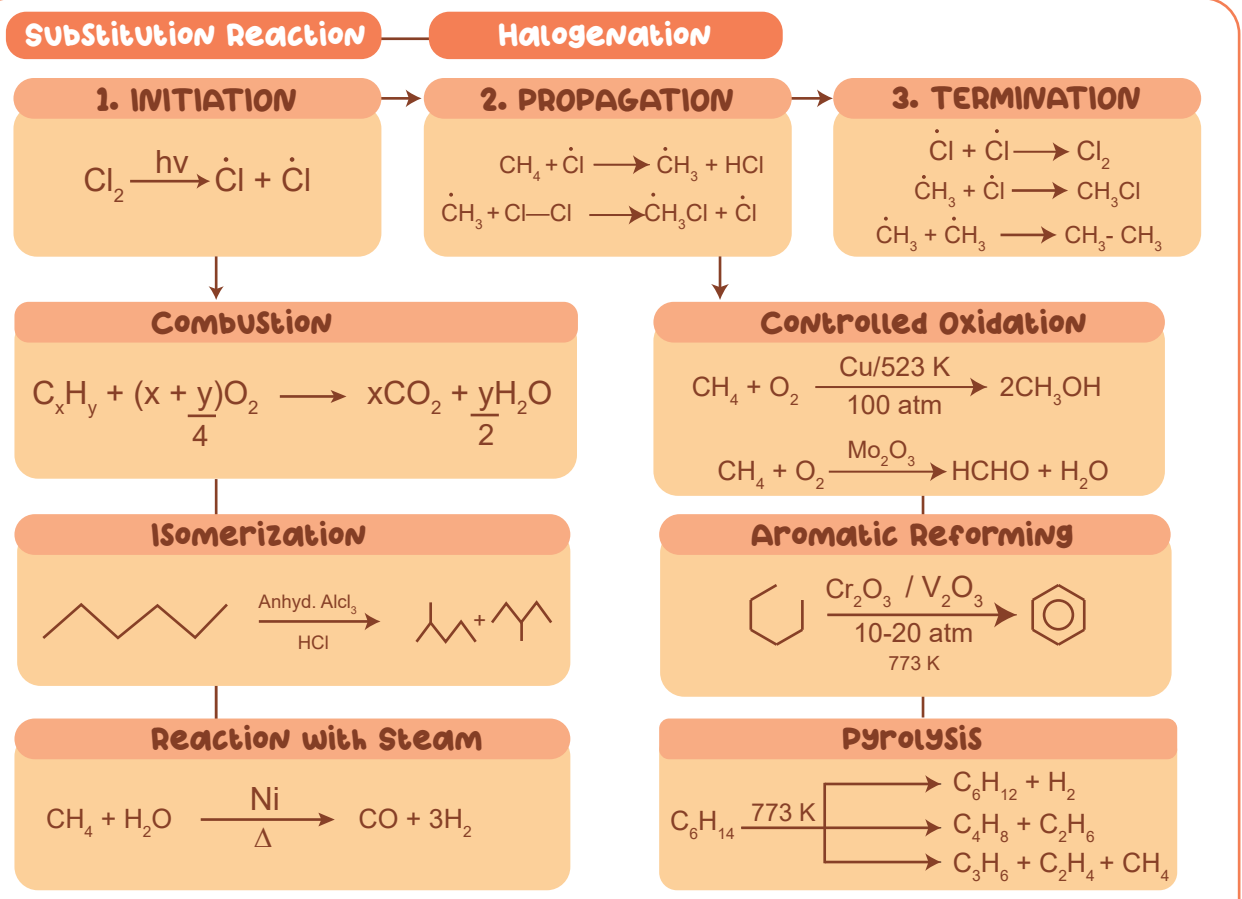 Substitution Reaction
Halogenation
1. INITIATION
Cl₂ hv Ċl + Ċl
2. PROPAGATION
CH₄ + Ċl → ĊH₃ + HCl
ĊH₃ + Cl—Cl → ĊH₃Cl + Ċl
3. TERMINATION
Ċl + Ċl → Cl₂
ĊH₃ + Ċl → CH₃Cl
ĊH₃ + ĊH₃ → CH₃- CH₃
Combustion
CₓHᵧ + (x + y)O₂ → xCO₂ + yH₂O
4 2
Controlled Oxidation
Cu/523 K
CH₄ + O₂ → 2CH₃OH
100 atm
Mo₂O₃
CH₄ + O₂ → HCHO + H₂O
Isomerization
Anhyd. Alcl₃
+
HCl
Aromatic Reforming
Cr₂O₃ / V₂O₃
10-20 atm
773 K
Reaction with Steam
Ni
CH₄ + H₂O → CO + 3H₂
Δ
Pyrolysis
C₆H₁₂ + H₂
C₆H₁₄ 773 K C₄H₈ + C₂H₆
C₃H₆ + C₂H₄ + CH₄